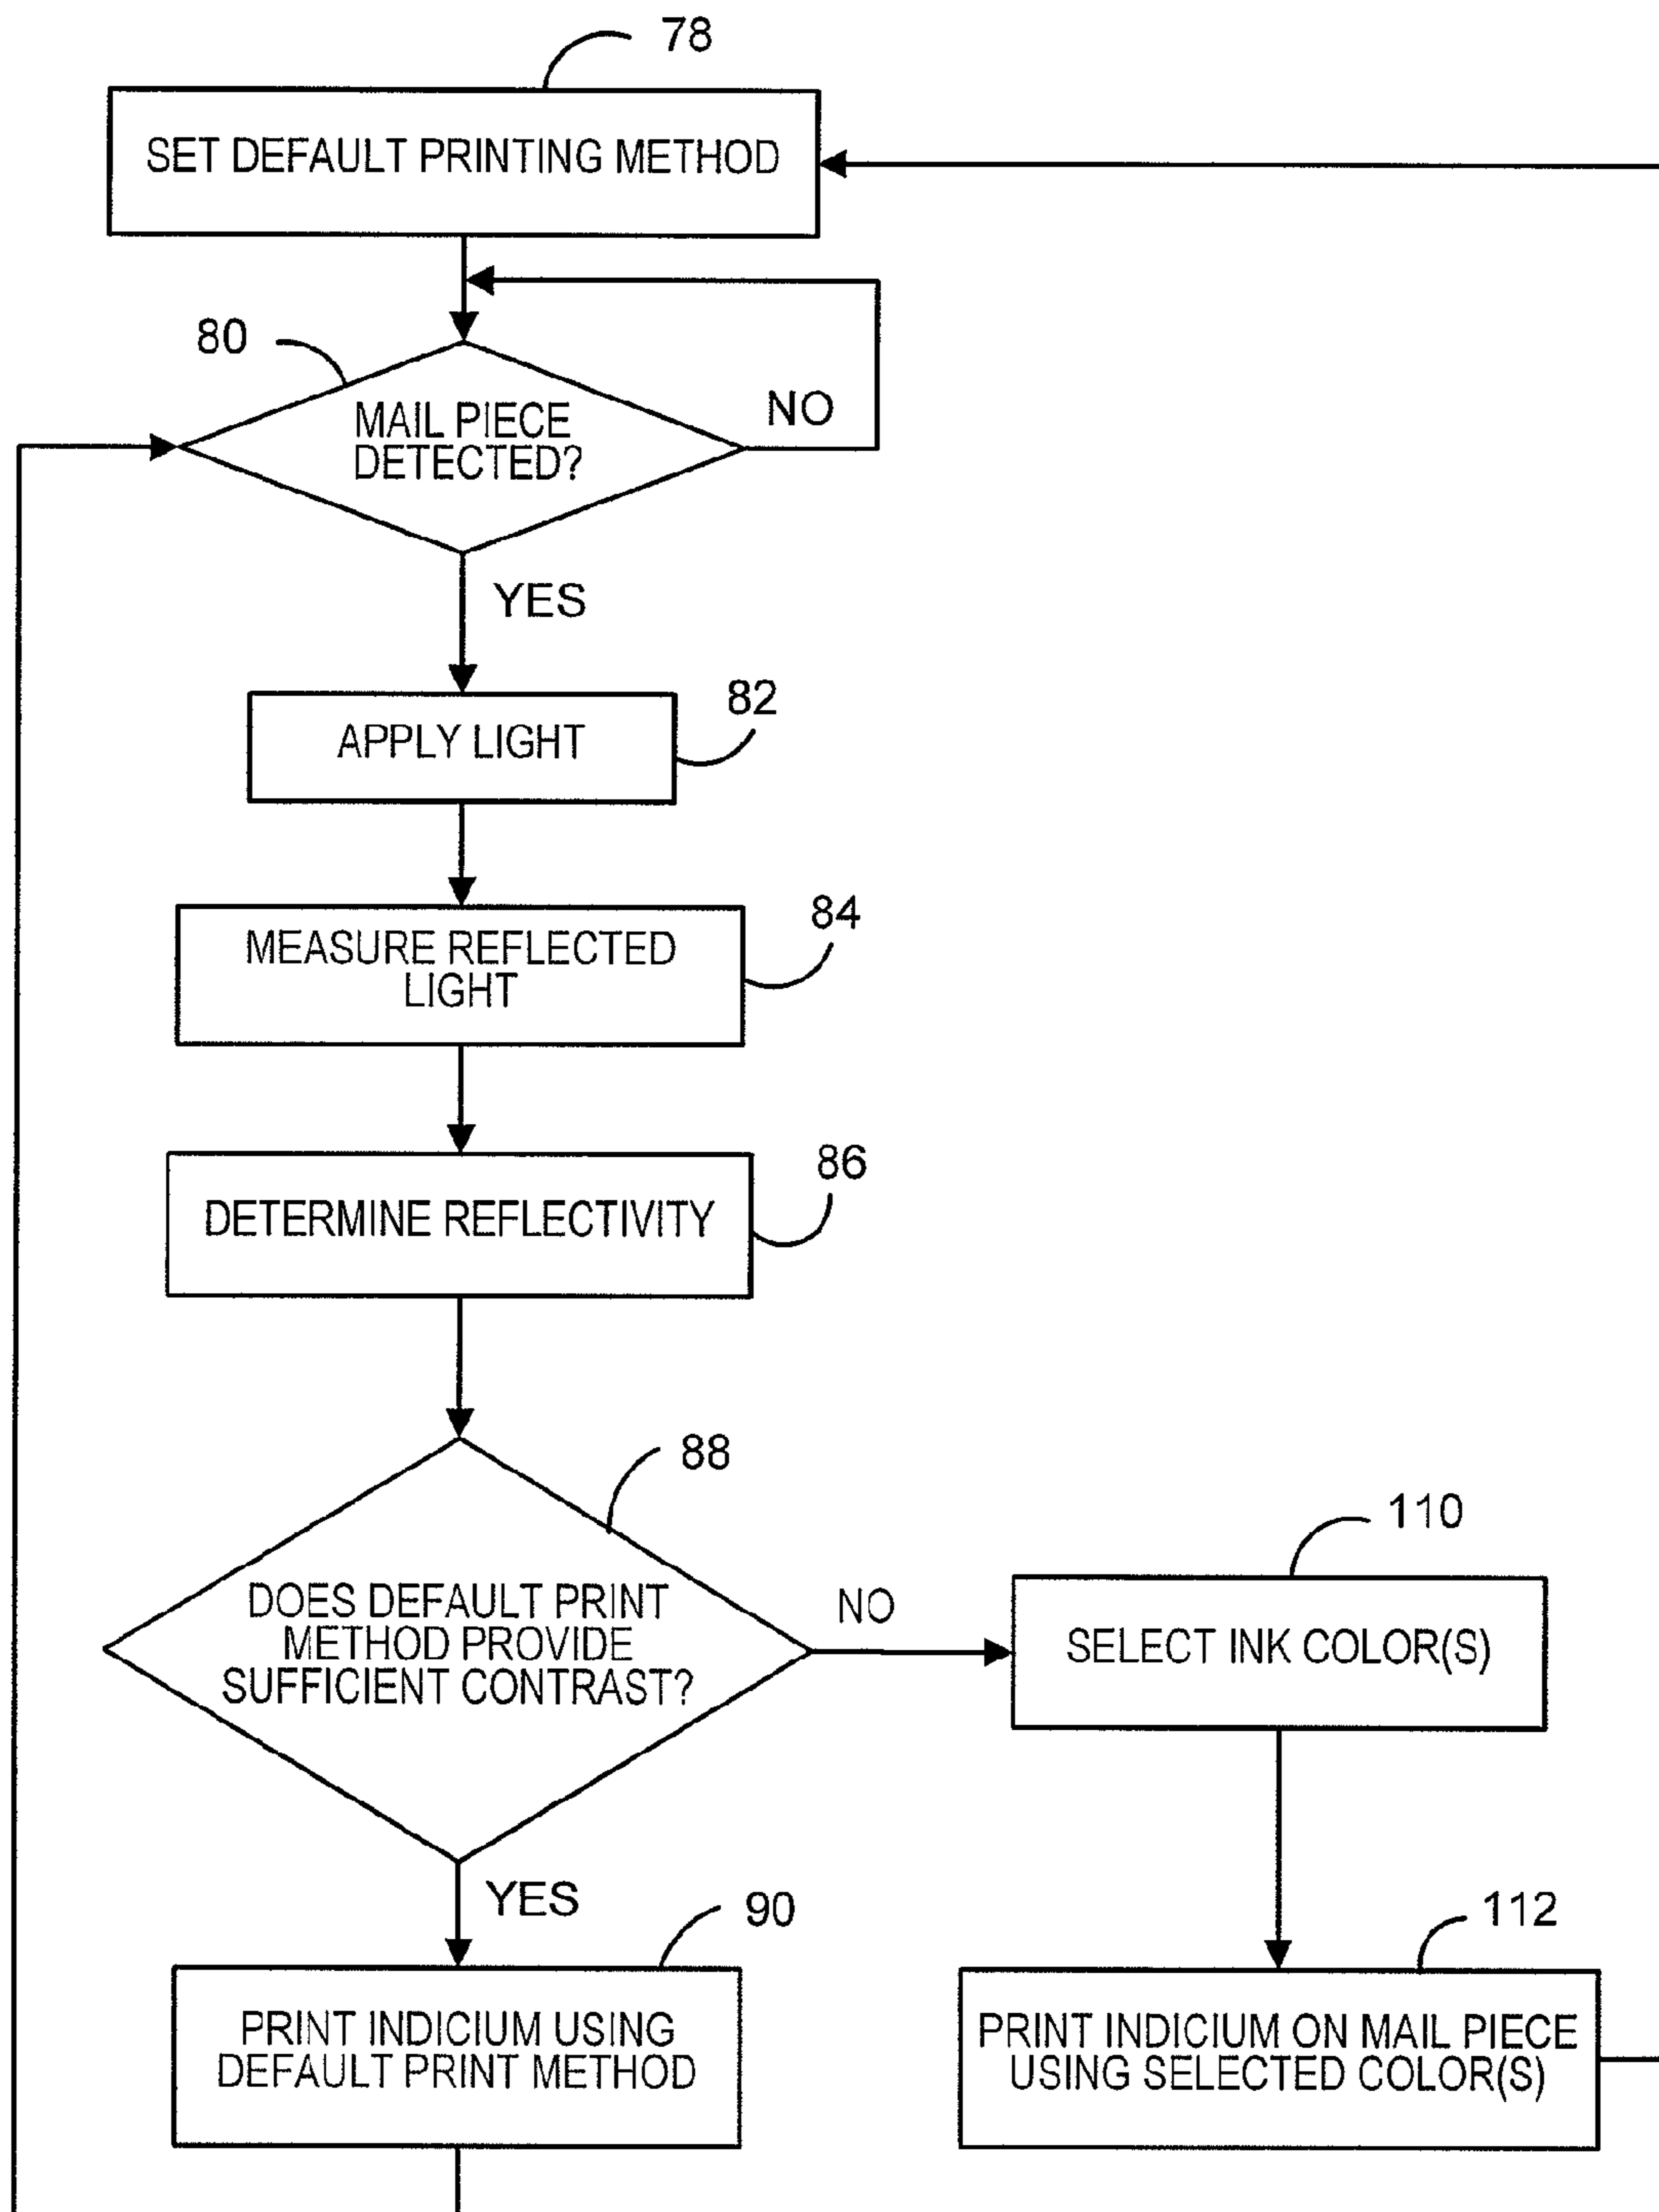 78
SET DEFAULT PRINTING METHOD
80
MAIL PIECE
DETECTED?
NO
YES
82
APPLY LIGHT
84
MEASURE REFLECTED
LIGHT
86
DETERMINE REFLECTIVITY
88
DOES DEFAULT PRINT
METHOD PROVIDE
SUFFICIENT CONTRAST?
NO
110
SELECT INK COLOR(S)
YES
90
PRINT INDICIUM USING
DEFAULT PRINT METHOD
112
PRINT INDICIUM ON MAIL PIECE
USING SELECTED COLOR(S)